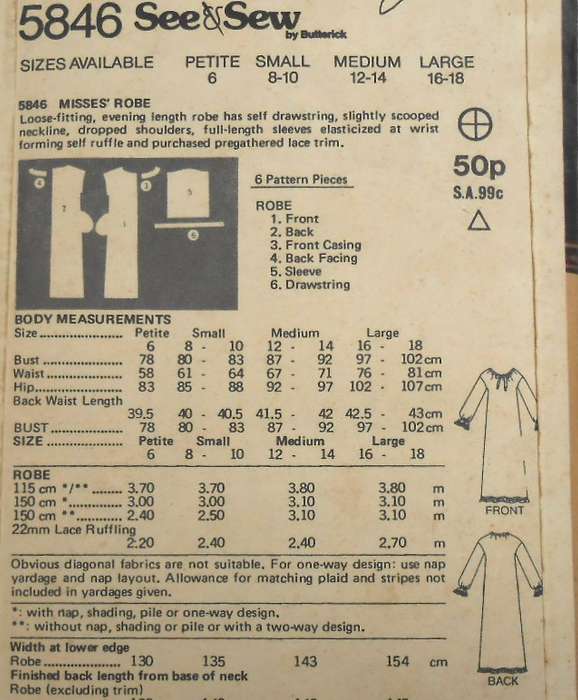 5846 See & Sew
by Butterick
SIZES AVAILABLE PETITE SMALL MEDIUM LARGE
6 8-10 12-14 16-18
5846 MISSES' ROBE
Loose-fitting, evening length robe has self drawstring, slightly scooped
neckline, dropped shoulders, full-length sleeves elasticized at wrist
forming self ruffle and purchased pregathered lace trim.
50p
S.A.99c
4 3 5
2 1
6
6 Pattern Pieces
ROBE
1. Front
2. Back
3. Front Casing
4. Back Facing
5. Sleeve
6. Drawstring
BODY MEASUREMENTS
Size .................... Petite Small Medium Large
6 8 - 10 12 - 14 16 - 18
Bust .................... 78 80 - 83 87 - 92 97 - 102cm
Waist .................... 58 61 - 64 67 - 71 76 - 81cm
Hip .................... 83 85 - 88 92 - 97 102 - 107cm
Back Waist Length
39.5 40 - 40.5 41.5 - 42 42.5 - 43cm
BUST .................... 78 80 - 83 87 - 92 97 - 102cm
SIZE .................... Petite Small Medium Large
6 8 - 10 12 - 14 16 - 18
ROBE
115 cm */** ........ 3.70 3.70 3.80 3.80 m
150 cm * ............ 3.00 3.00 3.10 3.10 m
150 cm ** ............ 2.40 2.50 3.10 3.10 m
22mm Lace Ruffling
2.20 2.40 2.40 2.70 m
FRONT
Obvious diagonal fabrics are not suitable. For one-way design: use nap
yardage and nap layout. Allowance for matching plaid and stripes not
included in yardages given.
*: with nap, shading, pile or one-way design.
**: without nap, shading or pile or with a two-way design.
Width at lower edge
Robe .................... 130 135 143 154 cm
BACK
Finished back length from base of neck
Robe (excluding trim)